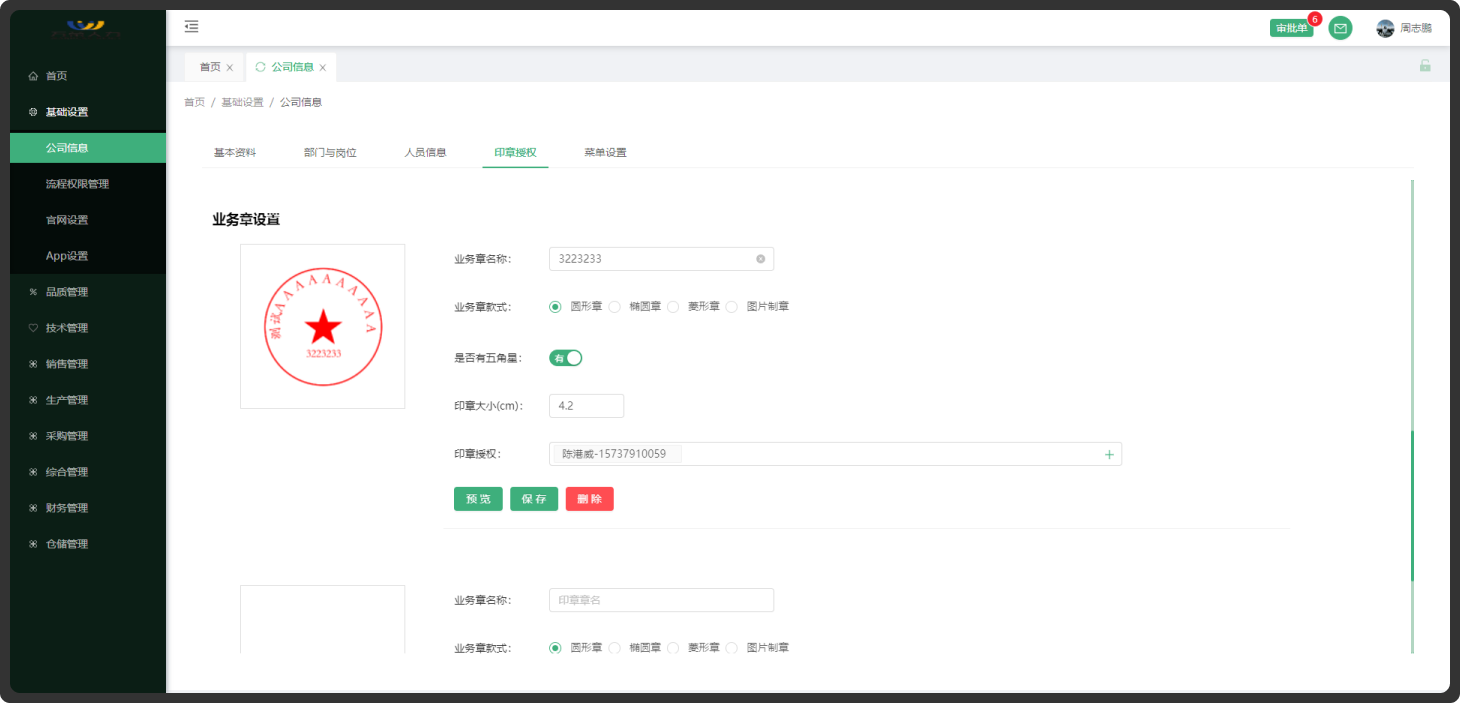 审批单 6 周志鹏
首页
基础设置
公司信息
流程权限管理
官网设置
App设置
品质管理
技术管理
销售管理
生产管理
采购管理
综合管理
财务管理
仓储管理
首页 公司信息
首页 / 基础设置 / 公司信息
基本资料 部门与岗位 人员信息 印章授权 菜单设置
业务章设置
测试AAAAAAAAAAA
3223233
业务章名称: 3223233
业务章款式: 圆形章 椭圆章 菱形章 图片制章
是否有五角星: 有
印章大小(cm): 4.2
印章授权: 陈港威-15737910059
预览 保存 删除
业务章名称: 印章章名
业务章款式: 圆形章 椭圆章 菱形章 图片制章